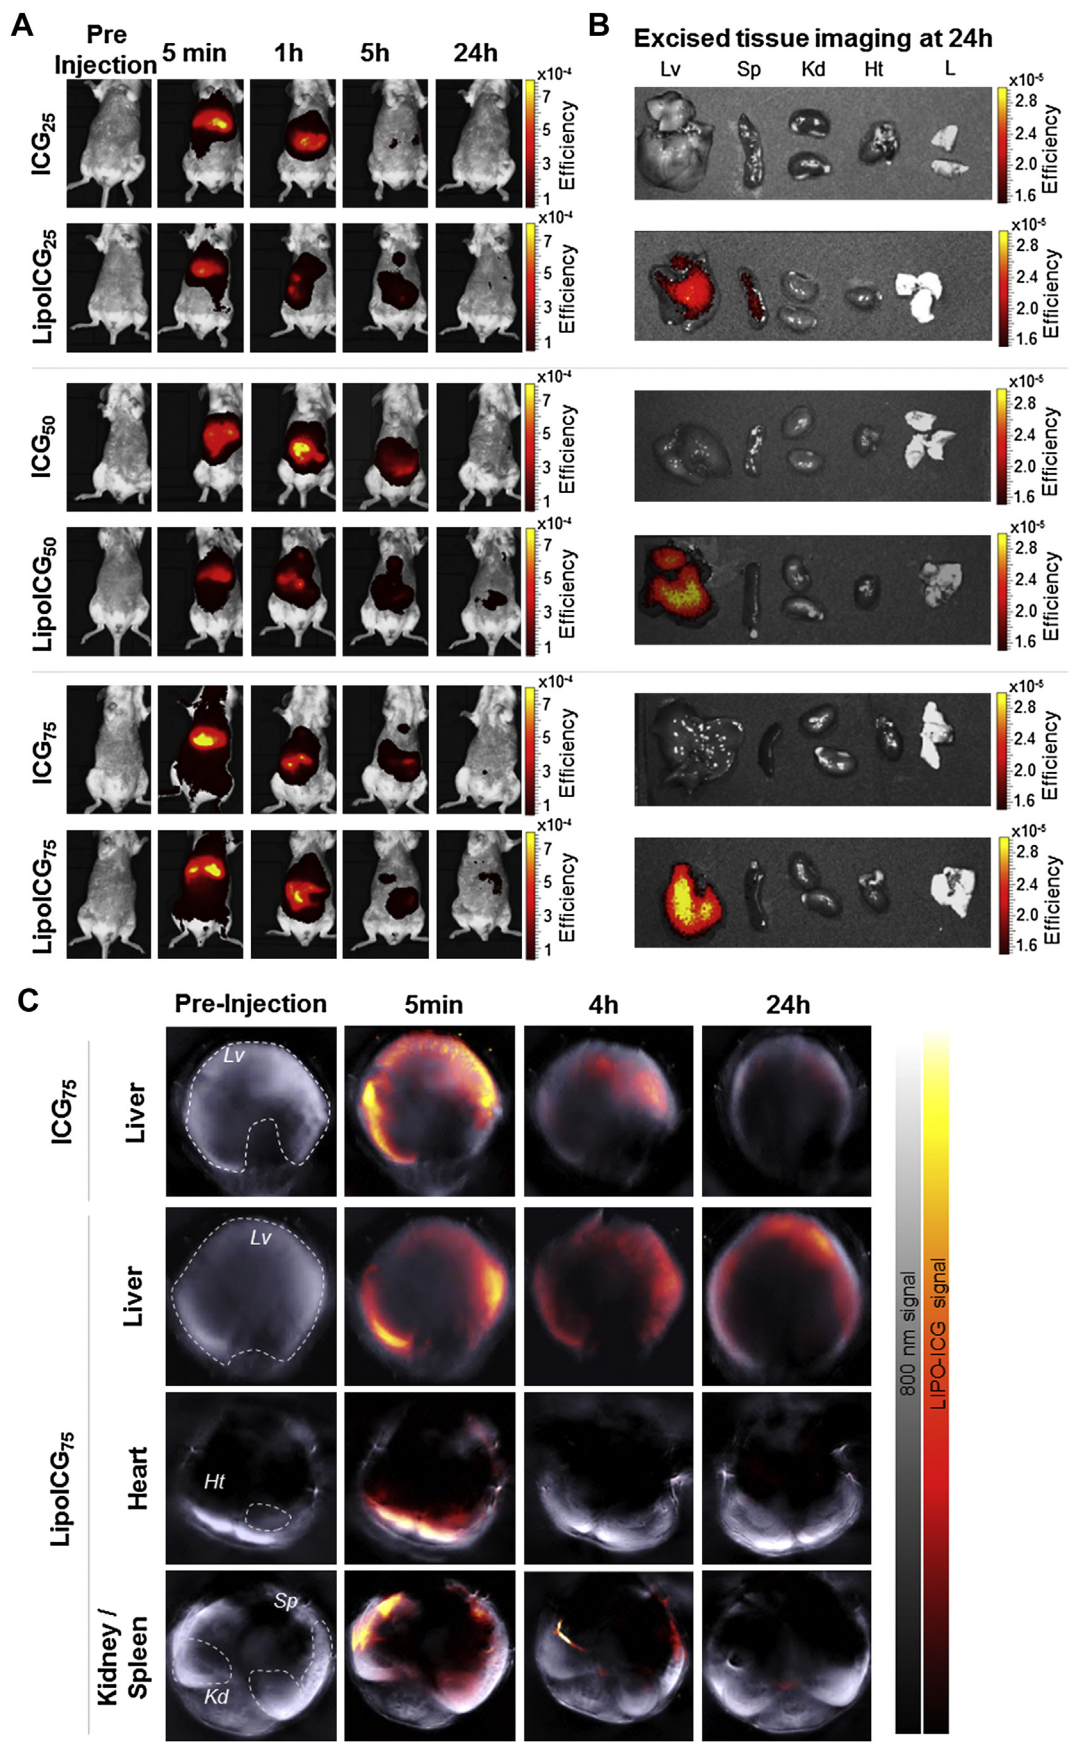 A
Pre
Injection 5 min 1h 5h 24h
B
Excised tissue imaging at 24h
Lv Sp Kd Ht L
ICG25
x10-4
7
5
3
1
Efficiency
x10-5
2.8
2.4
2.0
1.6
Efficiency
LipoICG25
x10-4
7
5
3
1
Efficiency
x10-5
2.8
2.4
2.0
1.6
Efficiency
ICG50
x10-4
7
5
3
1
Efficiency
x10-5
2.8
2.4
2.0
1.6
Efficiency
LipoICG50
x10-4
7
5
3
1
Efficiency
x10-5
2.8
2.4
2.0
1.6
Efficiency
ICG75
x10-4
7
5
3
1
Efficiency
x10-5
2.8
2.4
2.0
1.6
Efficiency
LipoICG75
x10-4
7
5
3
1
Efficiency
x10-5
2.8
2.4
2.0
1.6
Efficiency
C
Pre-Injection 5min 4h 24h
ICG75
Liver
Lv
LipoICG75
Liver
Lv
Heart
Ht
Kidney /
Spleen
Sp
Kd
800 nm signal
LIPO-ICG signal